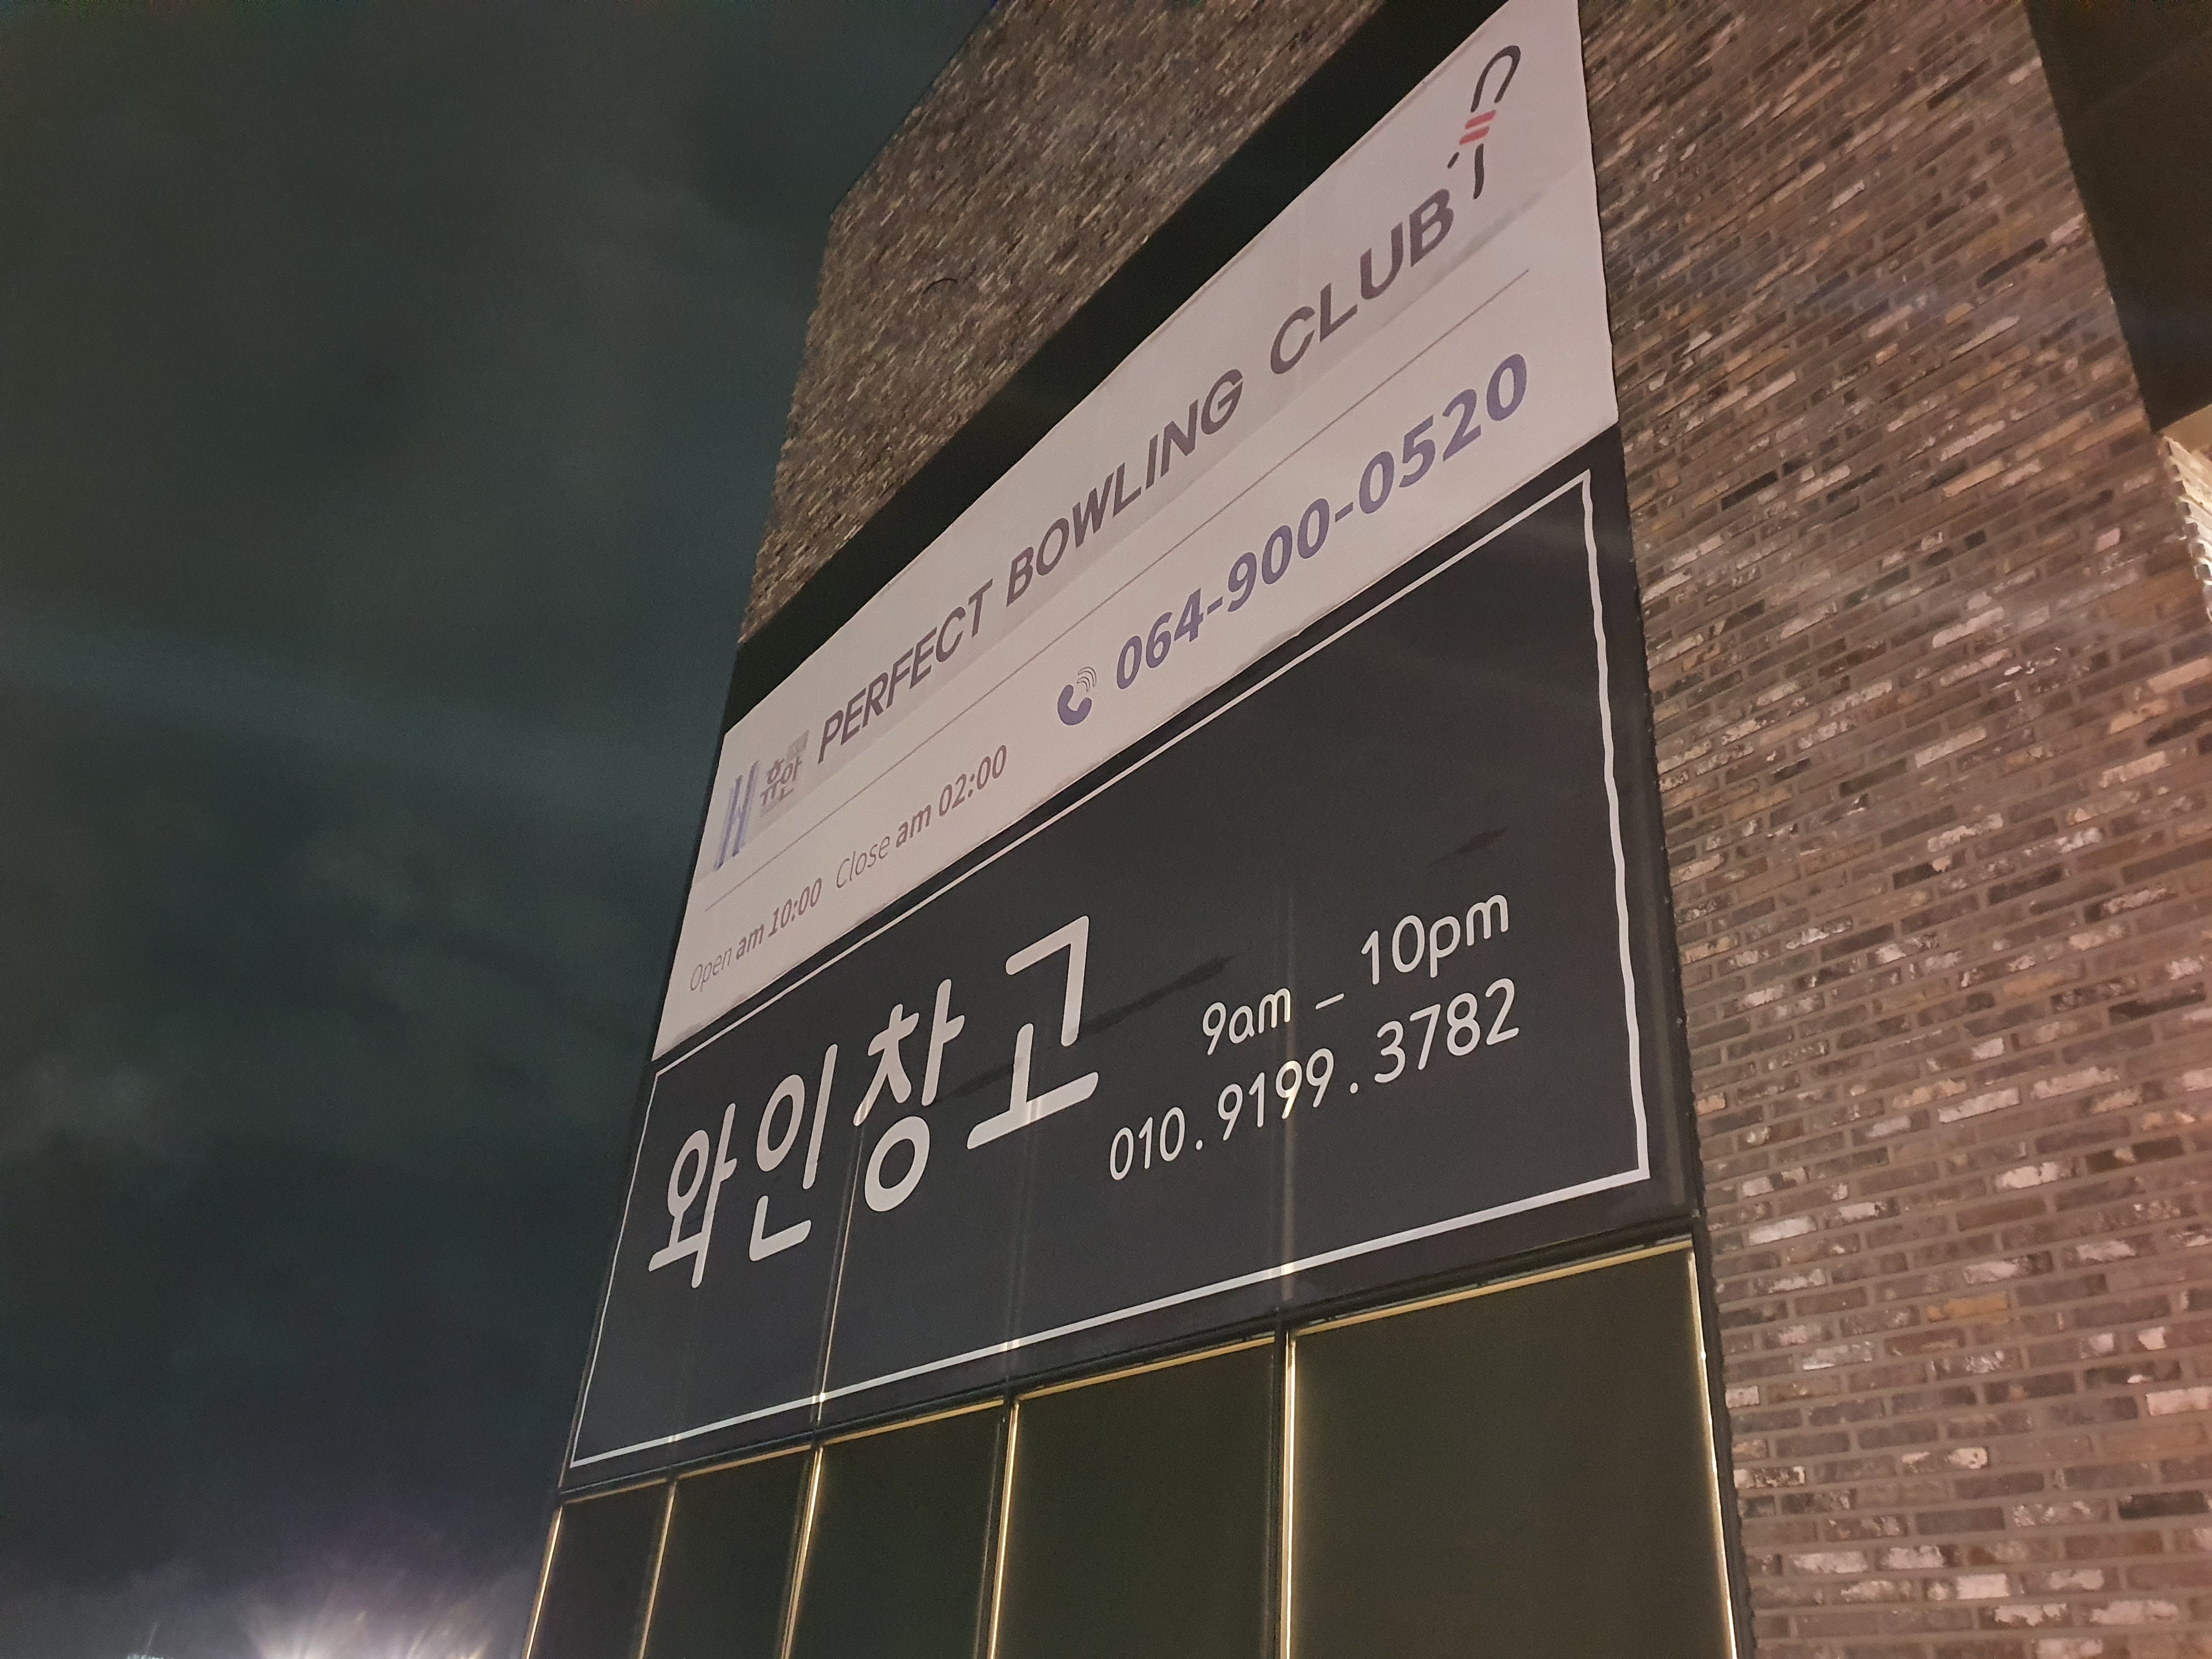 휴안 PERFECT BOWLING CLUB
Open am 10:00 Close am 02:00 064-900-0520
와인창고
9am - 10pm
010.9199.3782